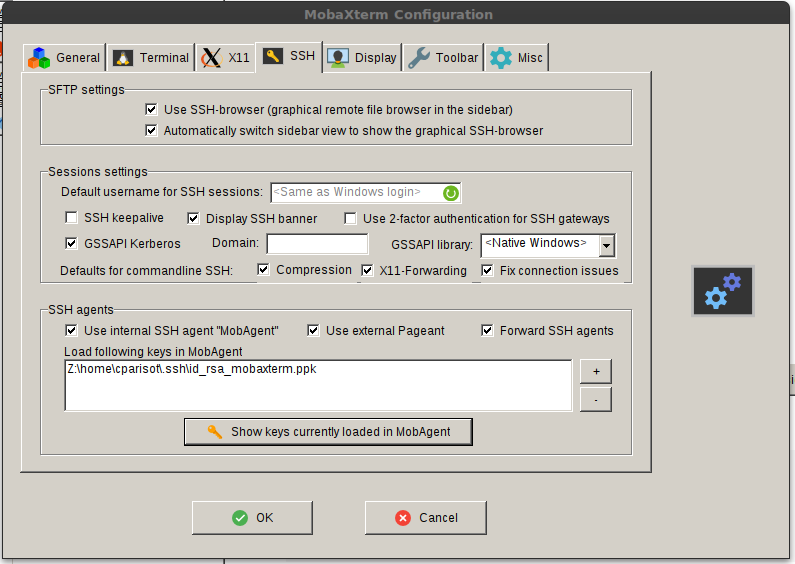 MobaXterm Configuration
General Terminal X11 SSH Display Toolbar Misc
SFTP settings
Use SSH-browser (graphical remote file browser in the sidebar)
Automatically switch sidebar view to show the graphical SSH-browser
Sessions settings
Default username for SSH sessions: <Same as Windows login>
SSH keepalive Display SSH banner Use 2-factor authentication for SSH gateways
GSSAPI Kerberos Domain: GSSAPI library: <Native Windows>
Defaults for commandline SSH: Compression X11-Forwarding Fix connection issues
SSH agents
Use internal SSH agent "MobAgent" Use external Pageant Forward SSH agents
Load following keys in MobAgent
Z:\home\cparisot\.ssh\id_rsa_mobaxterm.ppk
+
-
Show keys currently loaded in MobAgent
OK Cancel